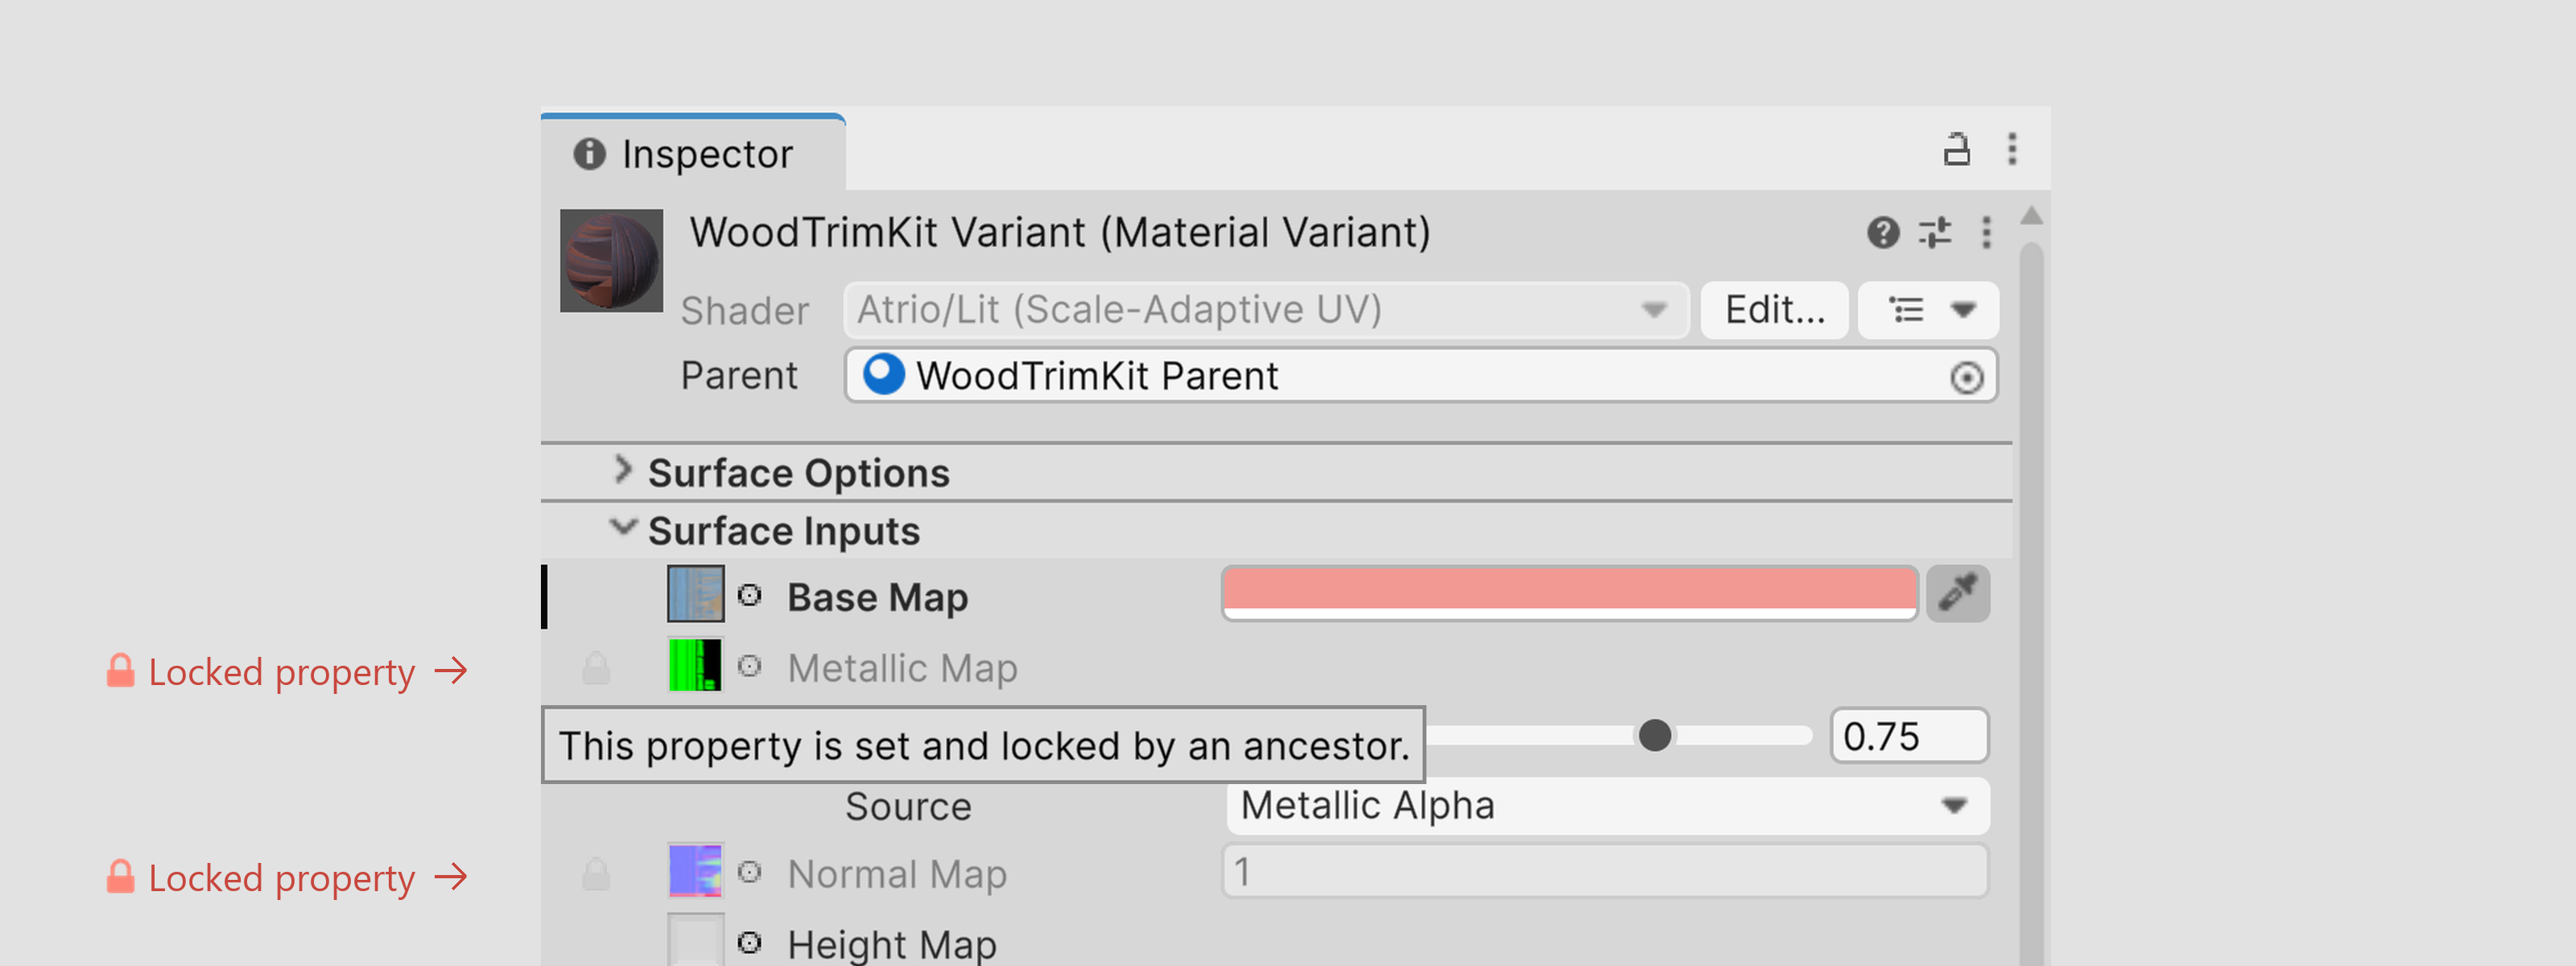 Inspector
WoodTrimKit Variant (Material Variant)
Shader Atrio/Lit (Scale-Adaptive UV) Edit...
Parent WoodTrimKit Parent
Surface Options
Surface Inputs
Base Map
Locked property → Metallic Map
This property is set and locked by an ancestor. 0.75
Source Metallic Alpha
Locked property → Normal Map 1
Height Map